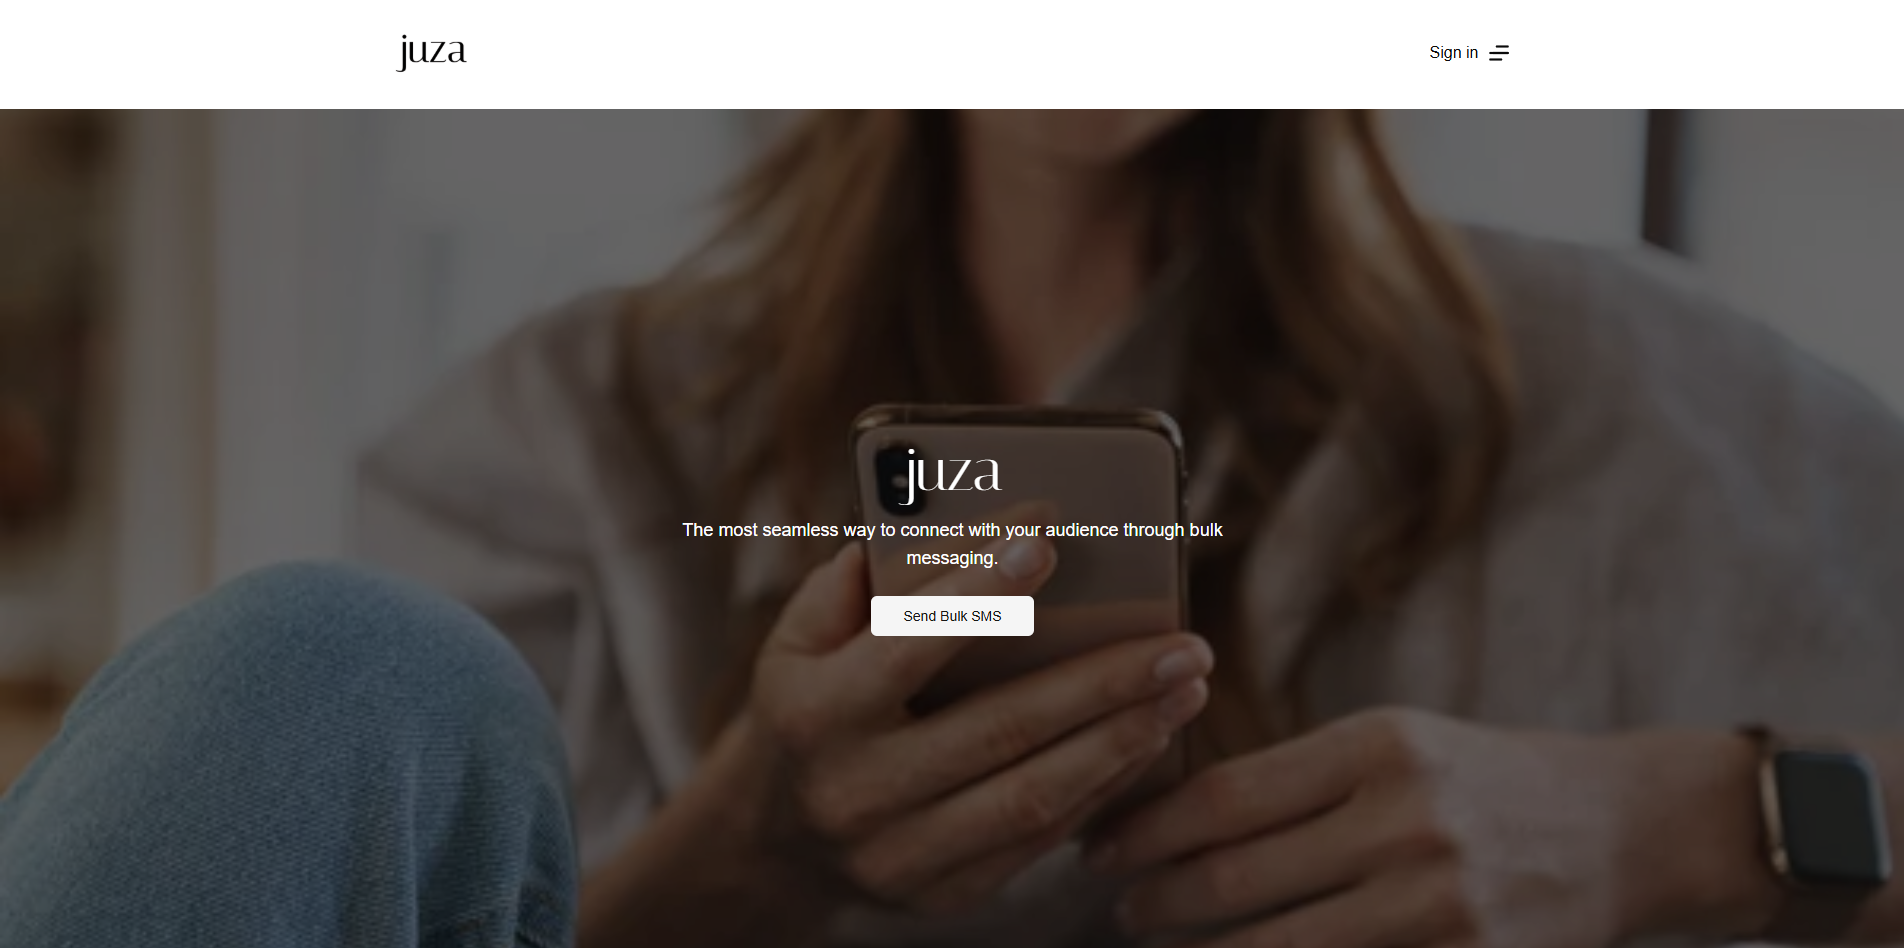 juza
Sign in
juza
The most seamless way to connect with your audience through bulk
messaging.
Send Bulk SMS